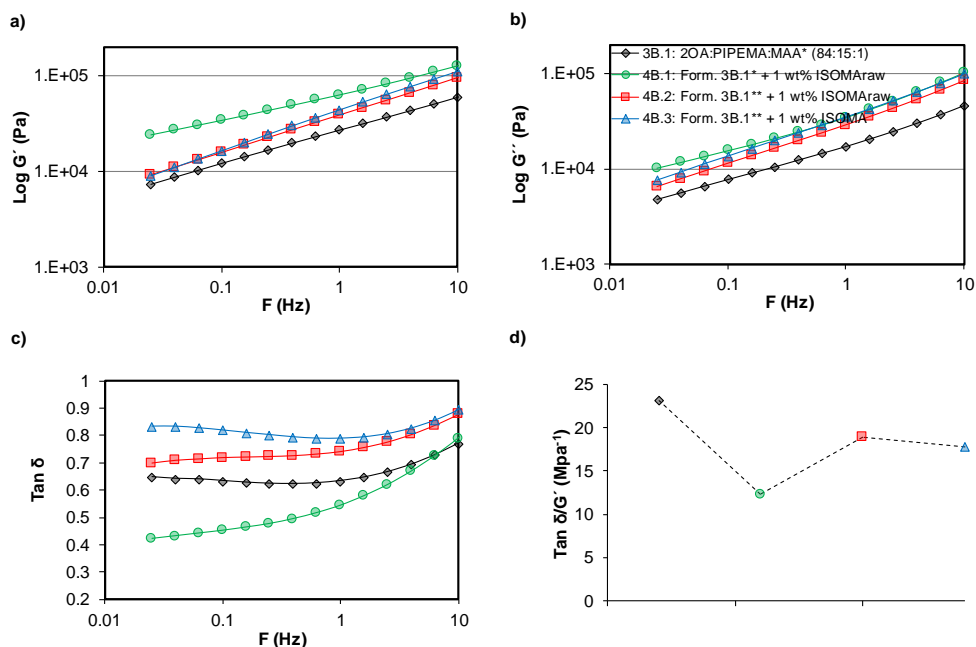 a)
1.E+05
1.E+04
1.E+03
Log G´ (Pa)
0.01
0.1
1
10
F (Hz)
b)
3B.1: 2OA:PIPEMA:MAA* (84:15:1)
4B.1: Form. 3B.1* + 1 wt% ISOMAraw
4B.2: Form. 3B.1** + 1 wt% ISOMAraw
4B.3: Form. 3B.1** + 1 wt% ISOMA
1.E+05
1.E+04
1.E+03
Log G´´ (Pa)
0.01
0.1
1
10
F (Hz)
c)
1
0.9
0.8
0.7
0.6
0.5
0.4
0.3
0.2
Tan δ
0.01
0.1
1
10
F (Hz)
d)
25
20
15
10
5
0
Tan δ/G´ (Mpa⁻¹)